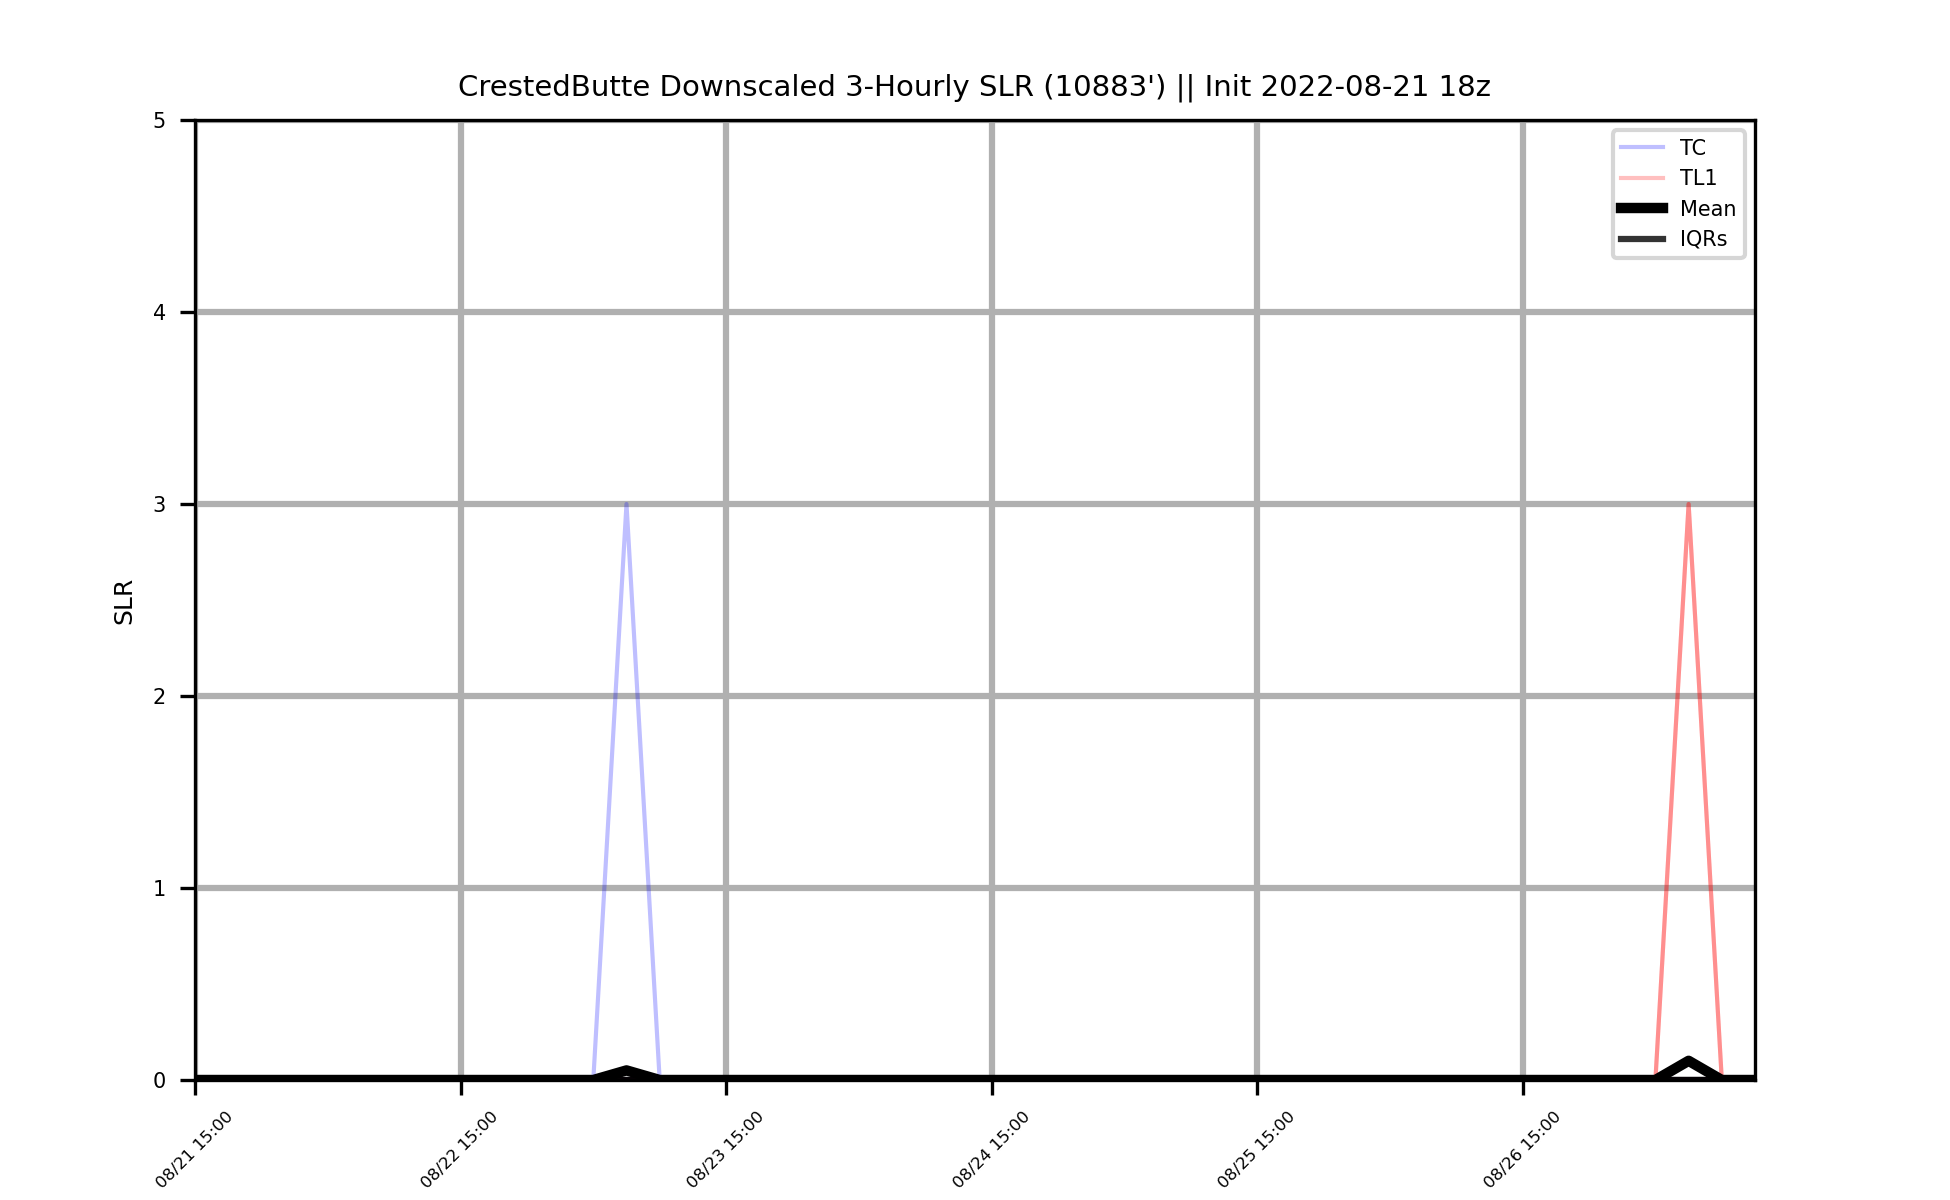 CrestedButte Downscaled 3-Hourly SLR (10883') || Init 2022-08-21 18z
5
4
3
2
1
0
SLR
TC
TL1
Mean
IQRs
08/21 15:00
08/22 15:00
08/23 15:00
08/24 15:00
08/25 15:00
08/26 15:00